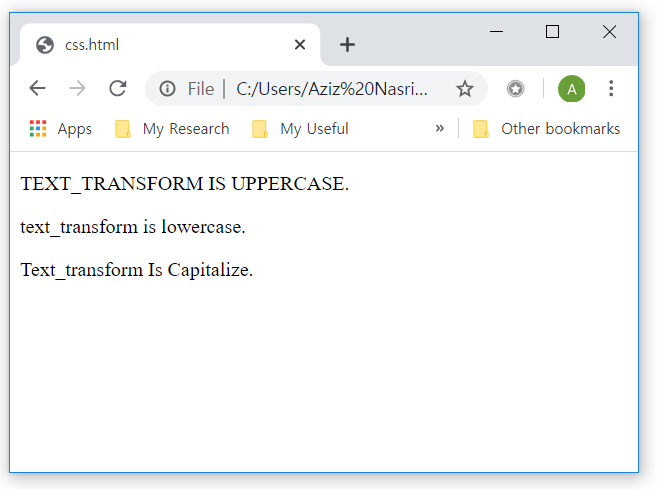 css.html
File C:/Users/Aziz%20Nasri...
A
Apps My Research My Useful » Other bookmarks
TEXT_TRANSFORM IS UPPERCASE.
text_transform is lowercase.
Text_transform Is Capitalize.